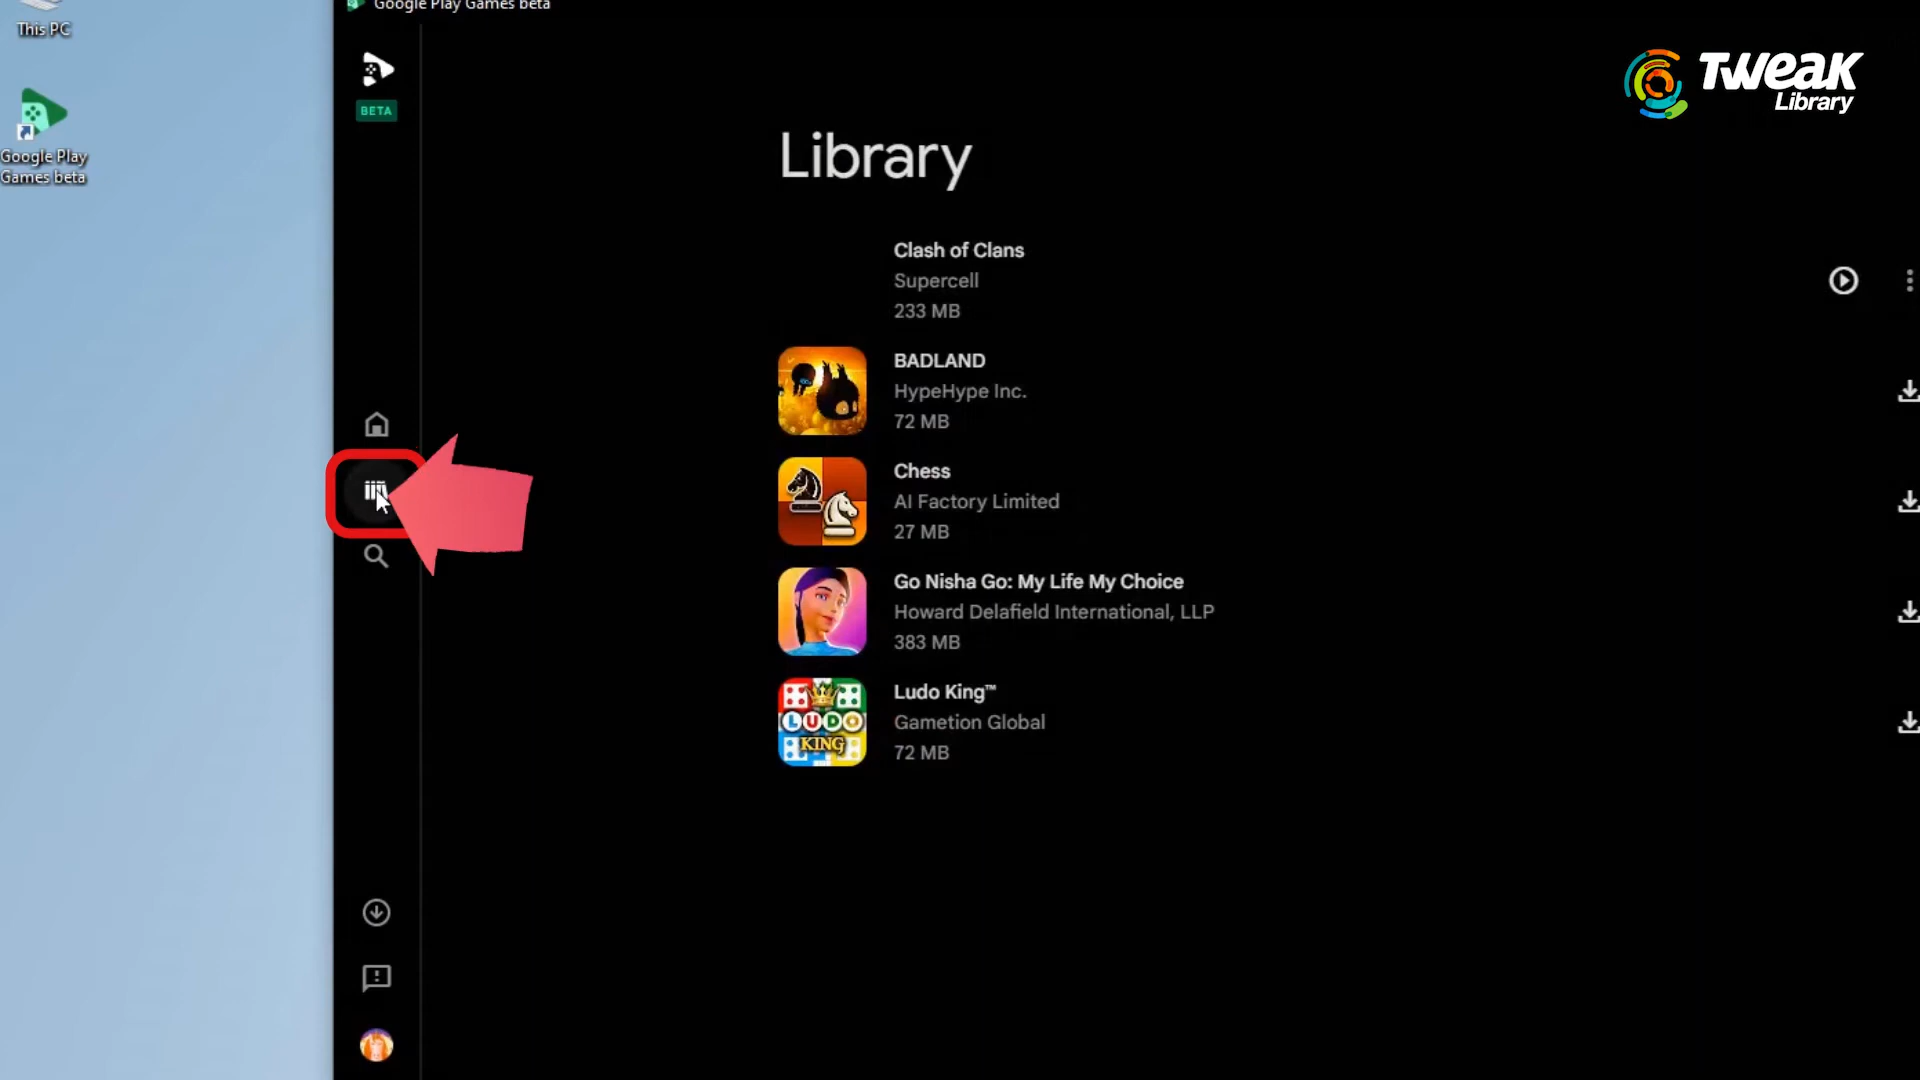 Google Play Games beta
This PC
Google Play
Games beta
BETA
TWEAK
Library
Library
Clash of Clans
Supercell
233 MB
BADLAND
HypeHype Inc.
72 MB
Chess
AI Factory Limited
27 MB
Go Nisha Go: My Life My Choice
Howard Delafield International, LLP
383 MB
LUDO
KING
Ludo King™
Gametion Global
72 MB